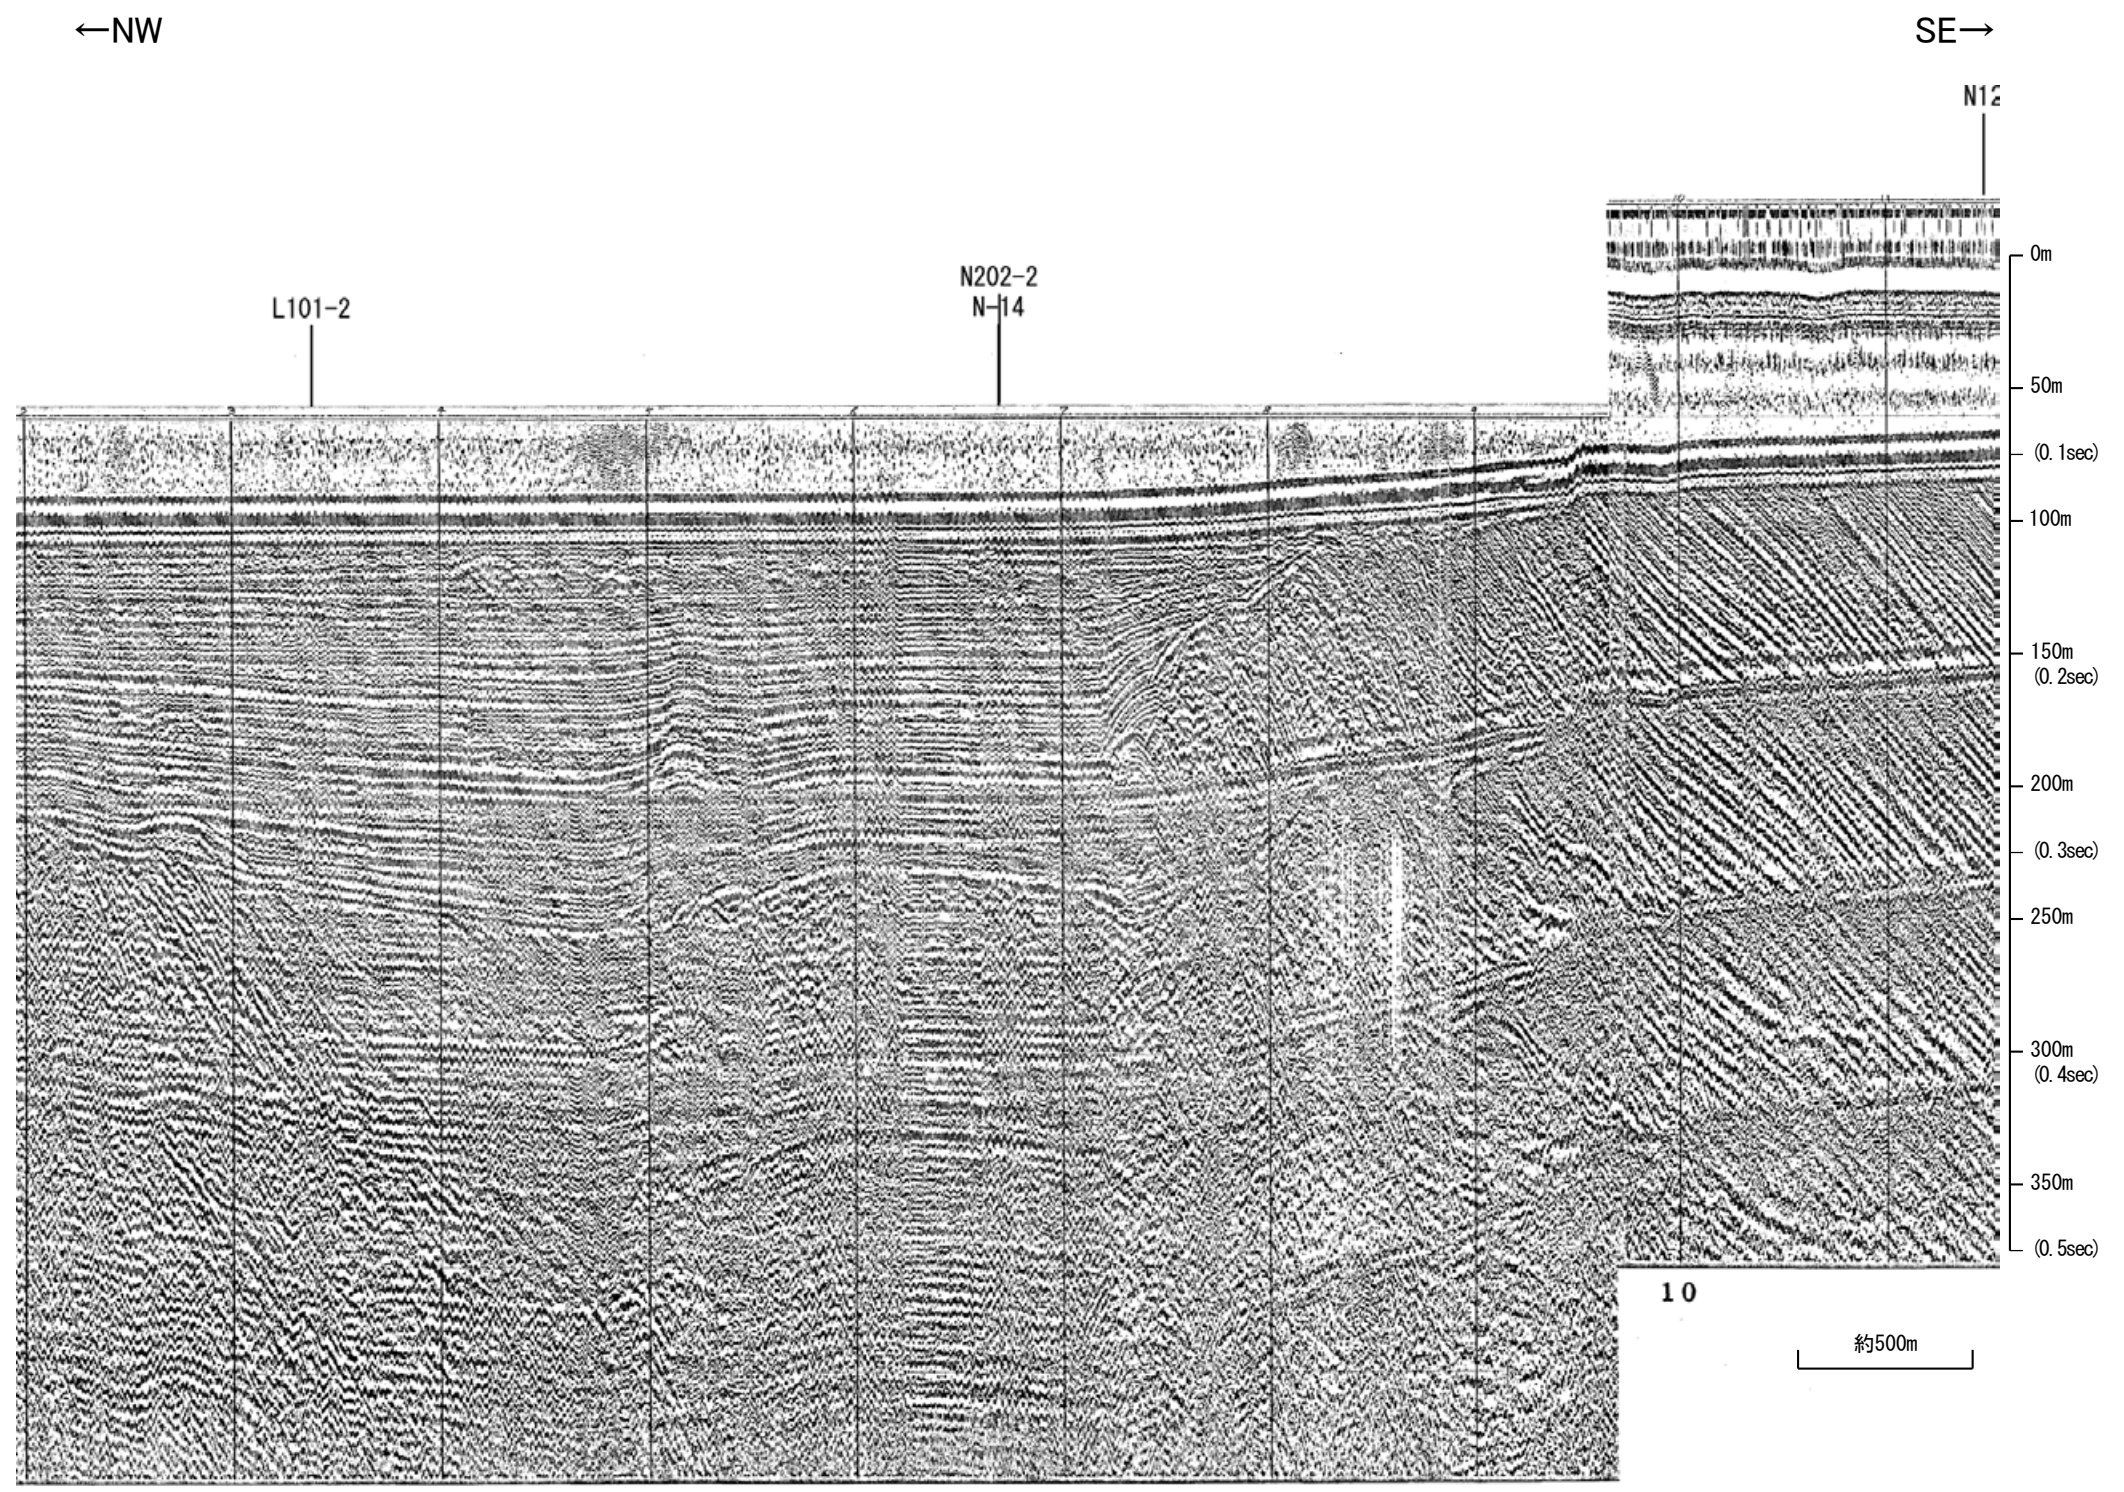 ←NW
SE→
N12
L101-2
N202-2
N-14
0m
50m
(0.1sec)
100m
150m
(0.2sec)
200m
(0.3sec)
250m
300m
(0.4sec)
350m
(0.5sec)
10
約500m